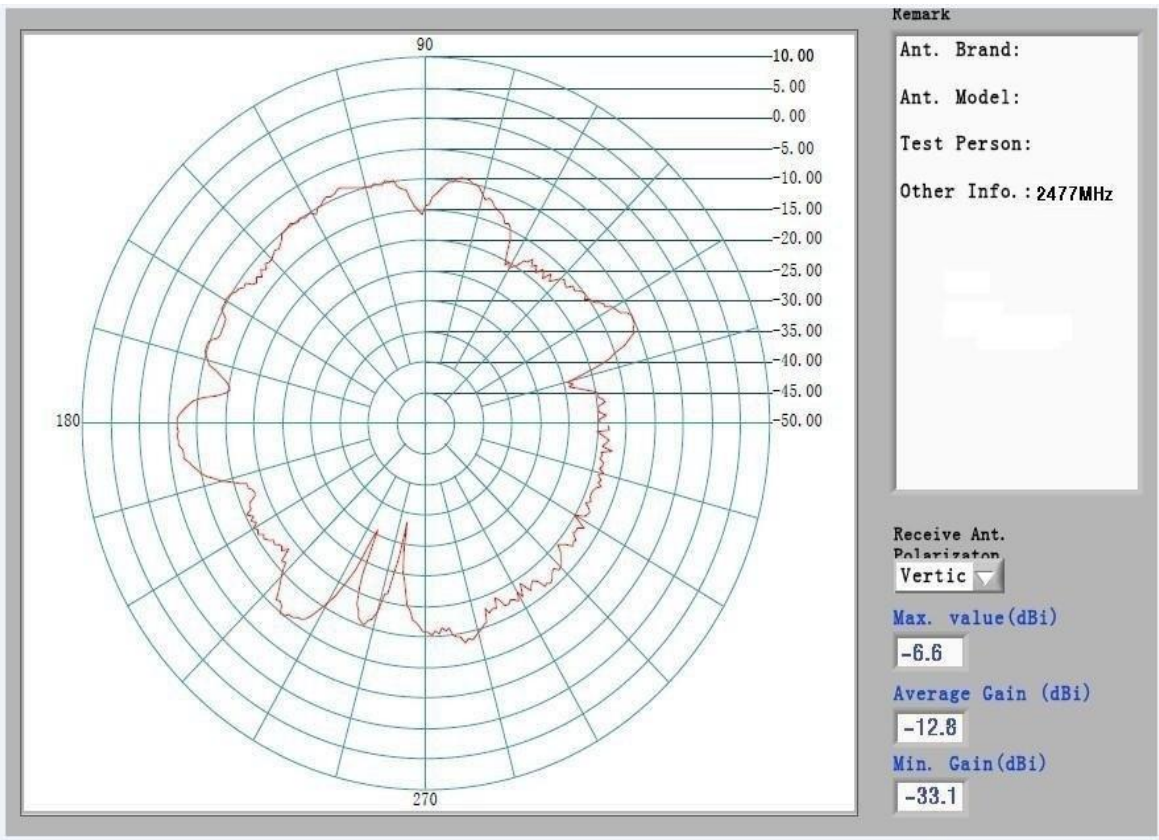 90
10.00
5.00
0.00
-5.00
-10.00
-15.00
-20.00
-25.00
-30.00
-35.00
-40.00
-45.00
-50.00
180
270
Remark
Ant. Brand:
Ant. Model:
Test Person:
Other Info.: 2477MHz
Receive Ant.
Polarizaton
Vertic
Max. value(dBi)
-6.6
Average Gain (dBi)
-12.8
Min. Gain(dBi)
-33.1